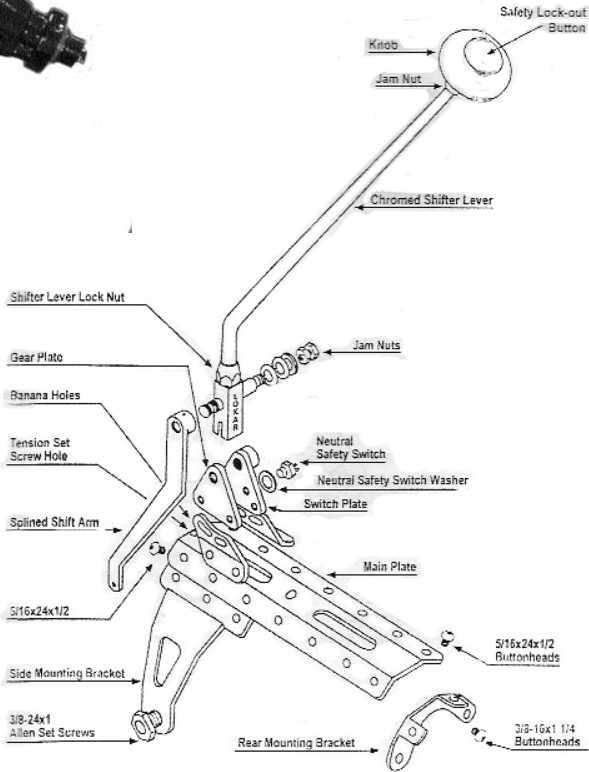 Safety Lock-out
Button
Knob
Jam Nut
Chromed Shifter Lever
Shifter Lever Lock Nut
Jam Nuts
Gear Plate
LOKAR
Banana Holes
Neutral
Safety Switch
Tension Set
Screw Hole
Neutral Safety Switch Washer
Switch Plate
Splined Shift Arm
Main Plate
5/16x24x1/2
5/16x24x1/2
Buttonheads
Side Mounting Bracket
3/8-24x1
Allen Set Screws
Rear Mounting Bracket
3/8-16x1 1/4
Buttonheads